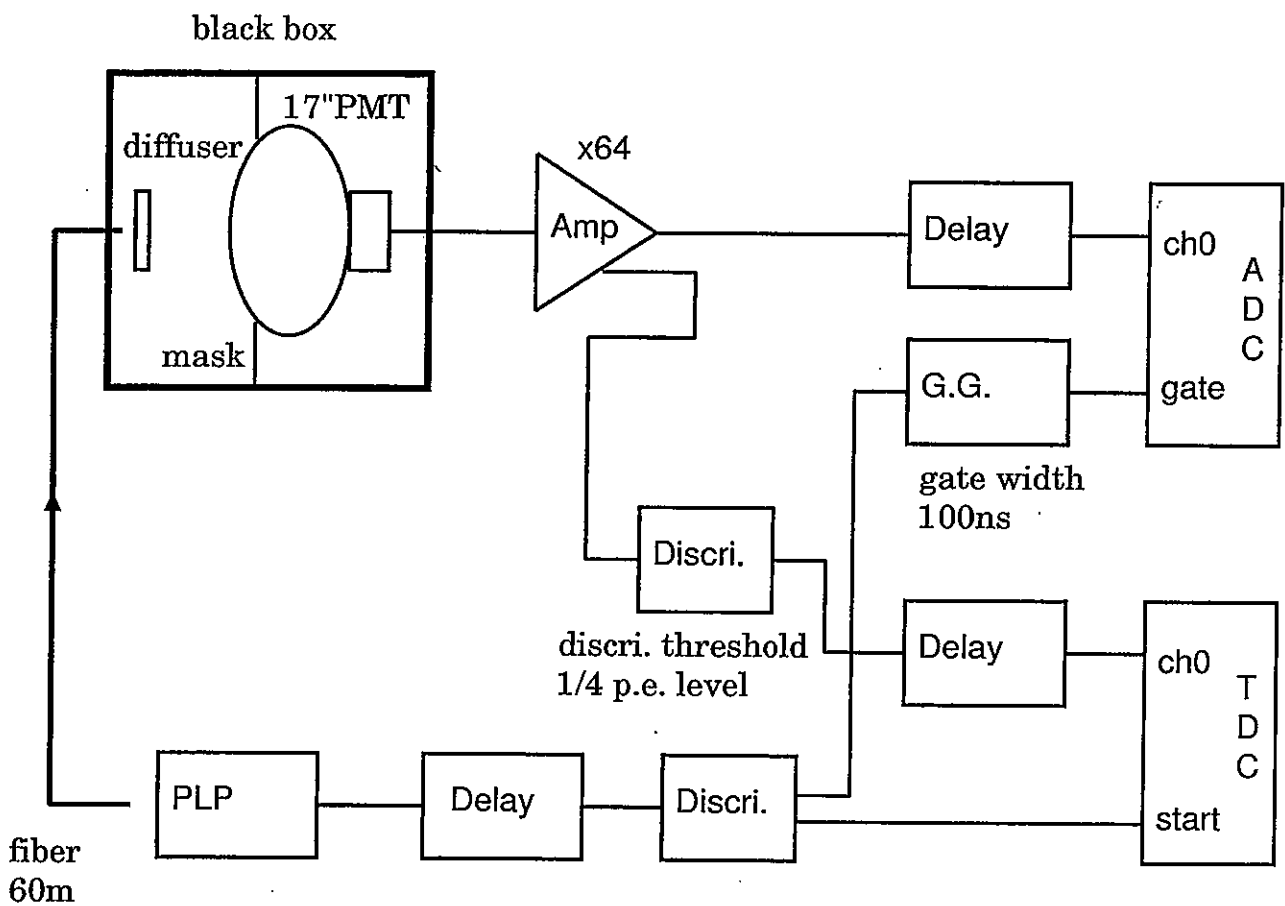 black box
17"PMT
diffuser
mask
x64
Amp
Delay
ch0
A
D
C
G.G.
gate
gate width
100ns
Discri.
discri. threshold
1/4 p.e. level
Delay
ch0
T
D
C
start
PLP
Delay
Discri.
fiber
60m